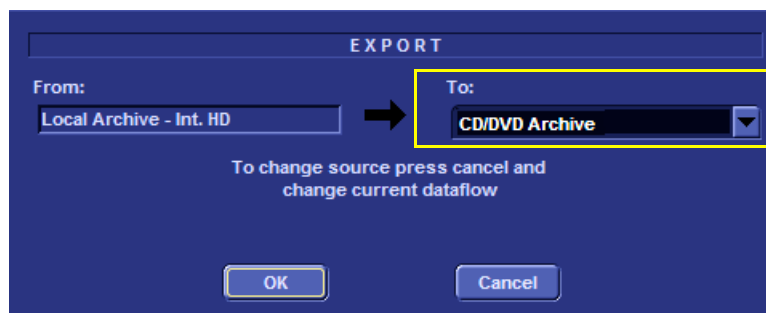 EXPORT
From:
To:
Local Archive - Int. HD
CD/DVD Archive
To change source press cancel and
change current dataflow
OK
Cancel